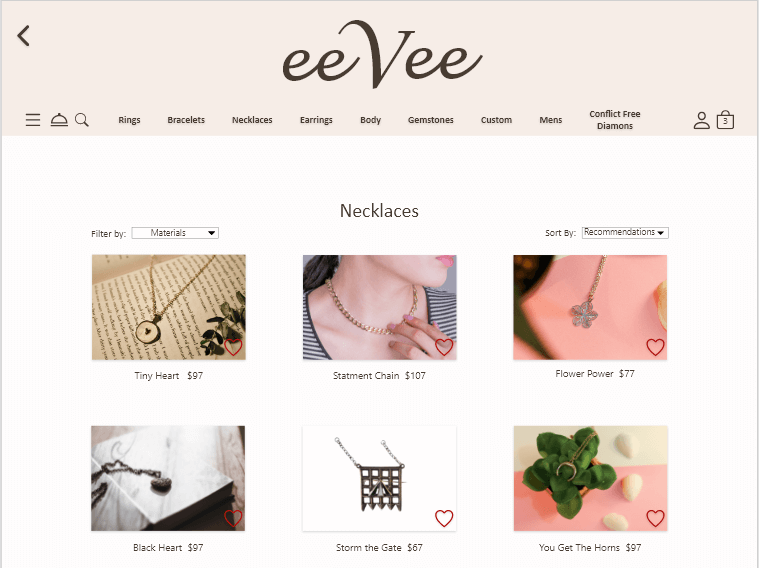 eeVee
Rings Bracelets Necklaces Earrings Body Gemstones Custom Mens Conflict Free
Diamons
3
Necklaces
Filter by: Materials
Sort By: Recommendations
Tiny Heart $97
Statment Chain $107
Flower Power $77
Black Heart $97
Storm the Gate $67
You Get The Horns $97